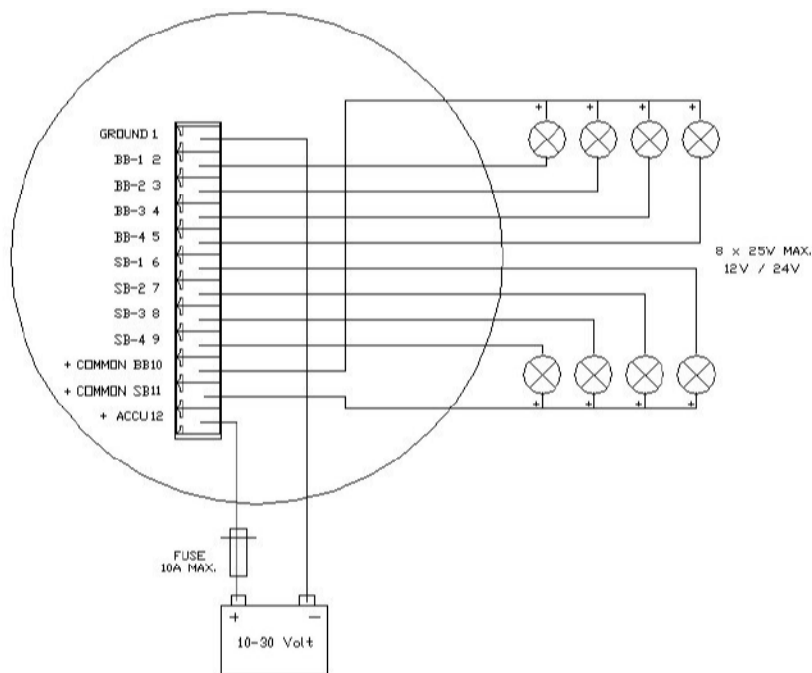 GROUND 1
BB-1 2
BB-2 3
BB-3 4
BB-4 5
SB-1 6
SB-2 7
SB-3 8
SB-4 9
+ COMMON BB10
+ COMMON SB11
+ ACCU12
+ + + +
8 x 25V MAX.
12V / 24V
+ + + +
FUSE
10A MAX.
+ −
10-30 Volt